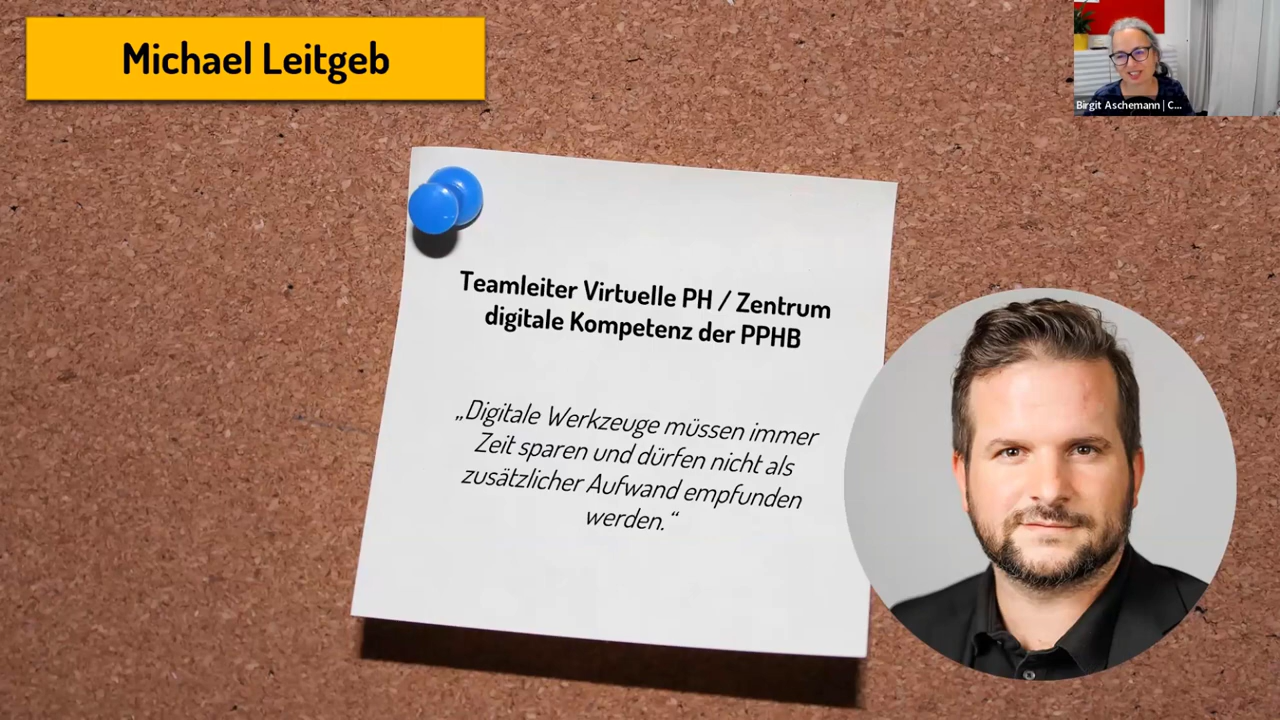 Michael Leitgeb
Birgit Aschemann | C...
Teamleiter Virtuelle PH / Zentrum
digitale Kompetenz der PPHB
„Digitale Werkzeuge müssen immer
Zeit sparen und dürfen nicht als
zusätzlicher Aufwand empfunden
werden.“